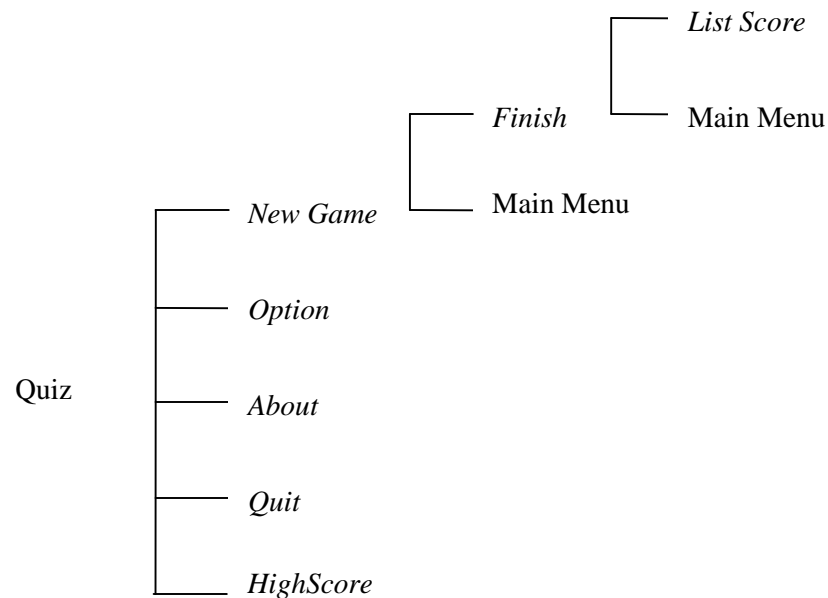 List Score
Finish
Main Menu
New Game
Main Menu
Option
Quiz
About
Quit
HighScore